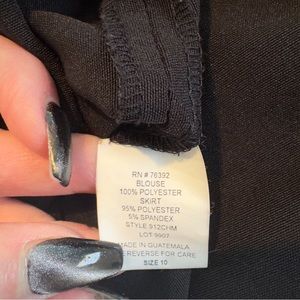 RN # 76392
BLOUSE
100% POLYESTER
SKIRT
95% POLYESTER
5% SPANDEX
STYLE 512CHM
LOT 9907
MADE IN GUATEMALA
REVERSE FOR CARE
SIZE 10